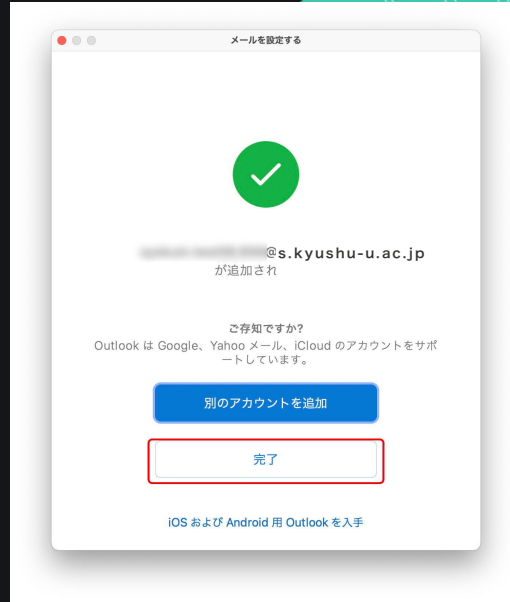 メールを設定する
@s.kyushu-u.ac.jp
が追加され
ご存知ですか?
Outlook は Google、Yahoo メール、iCloud のアカウントをサポ
ートしています。
別のアカウントを追加
完了
iOS および Android 用 Outlook を入手